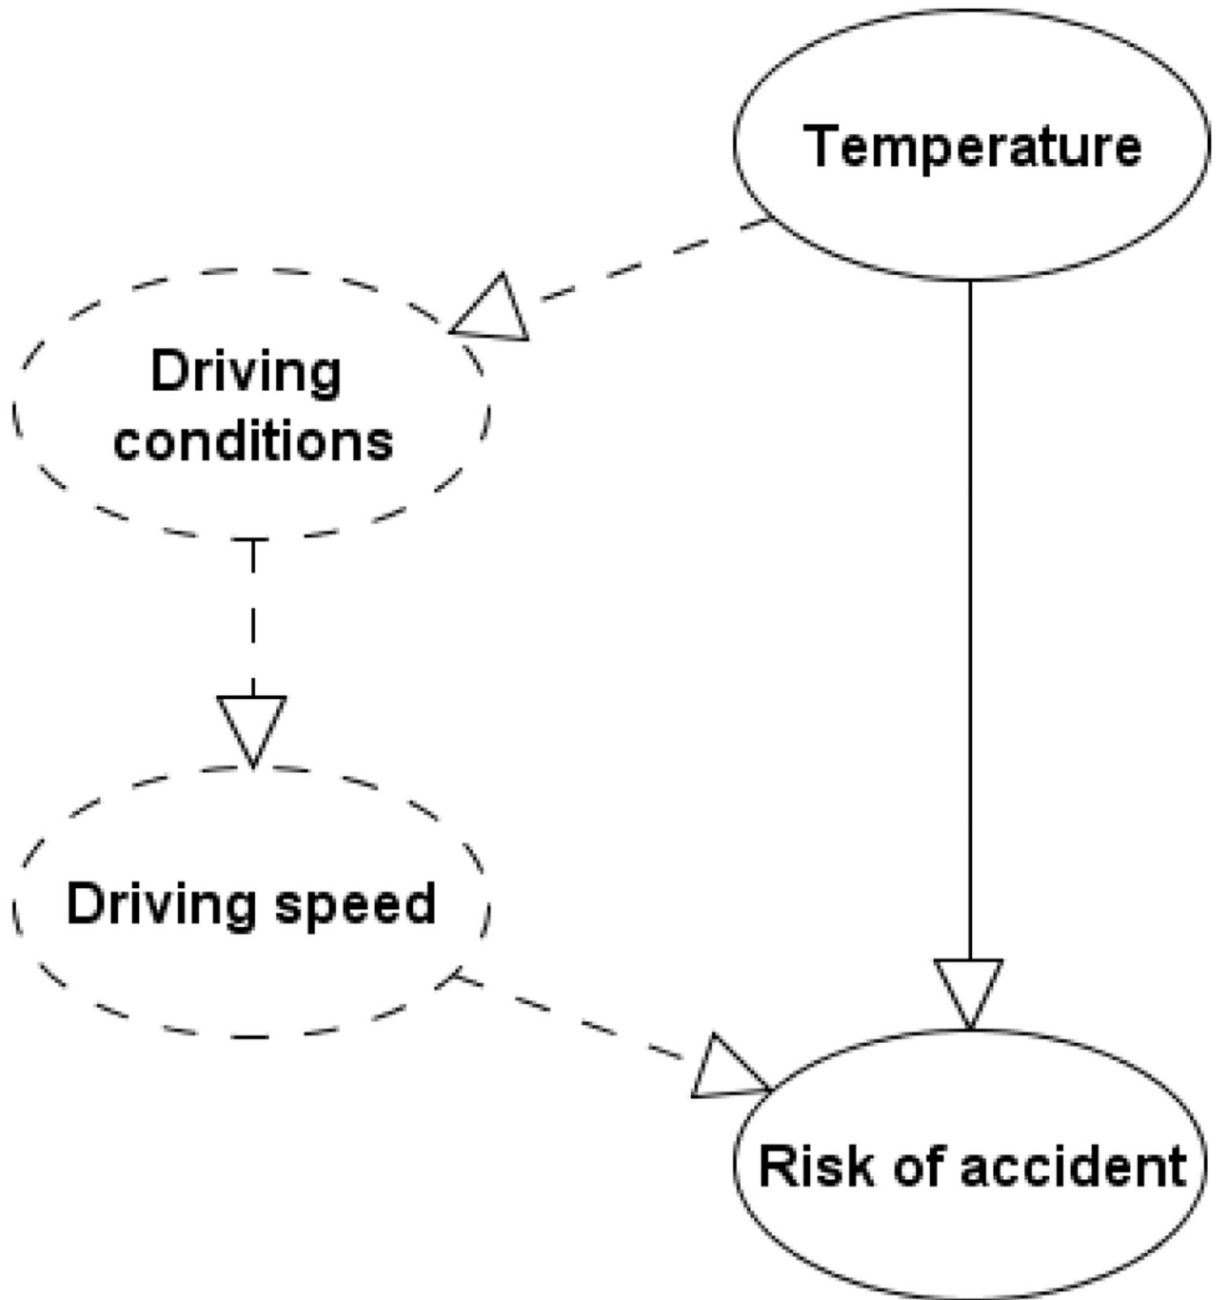 Temperature
Driving
conditions
Driving speed
Risk of accident